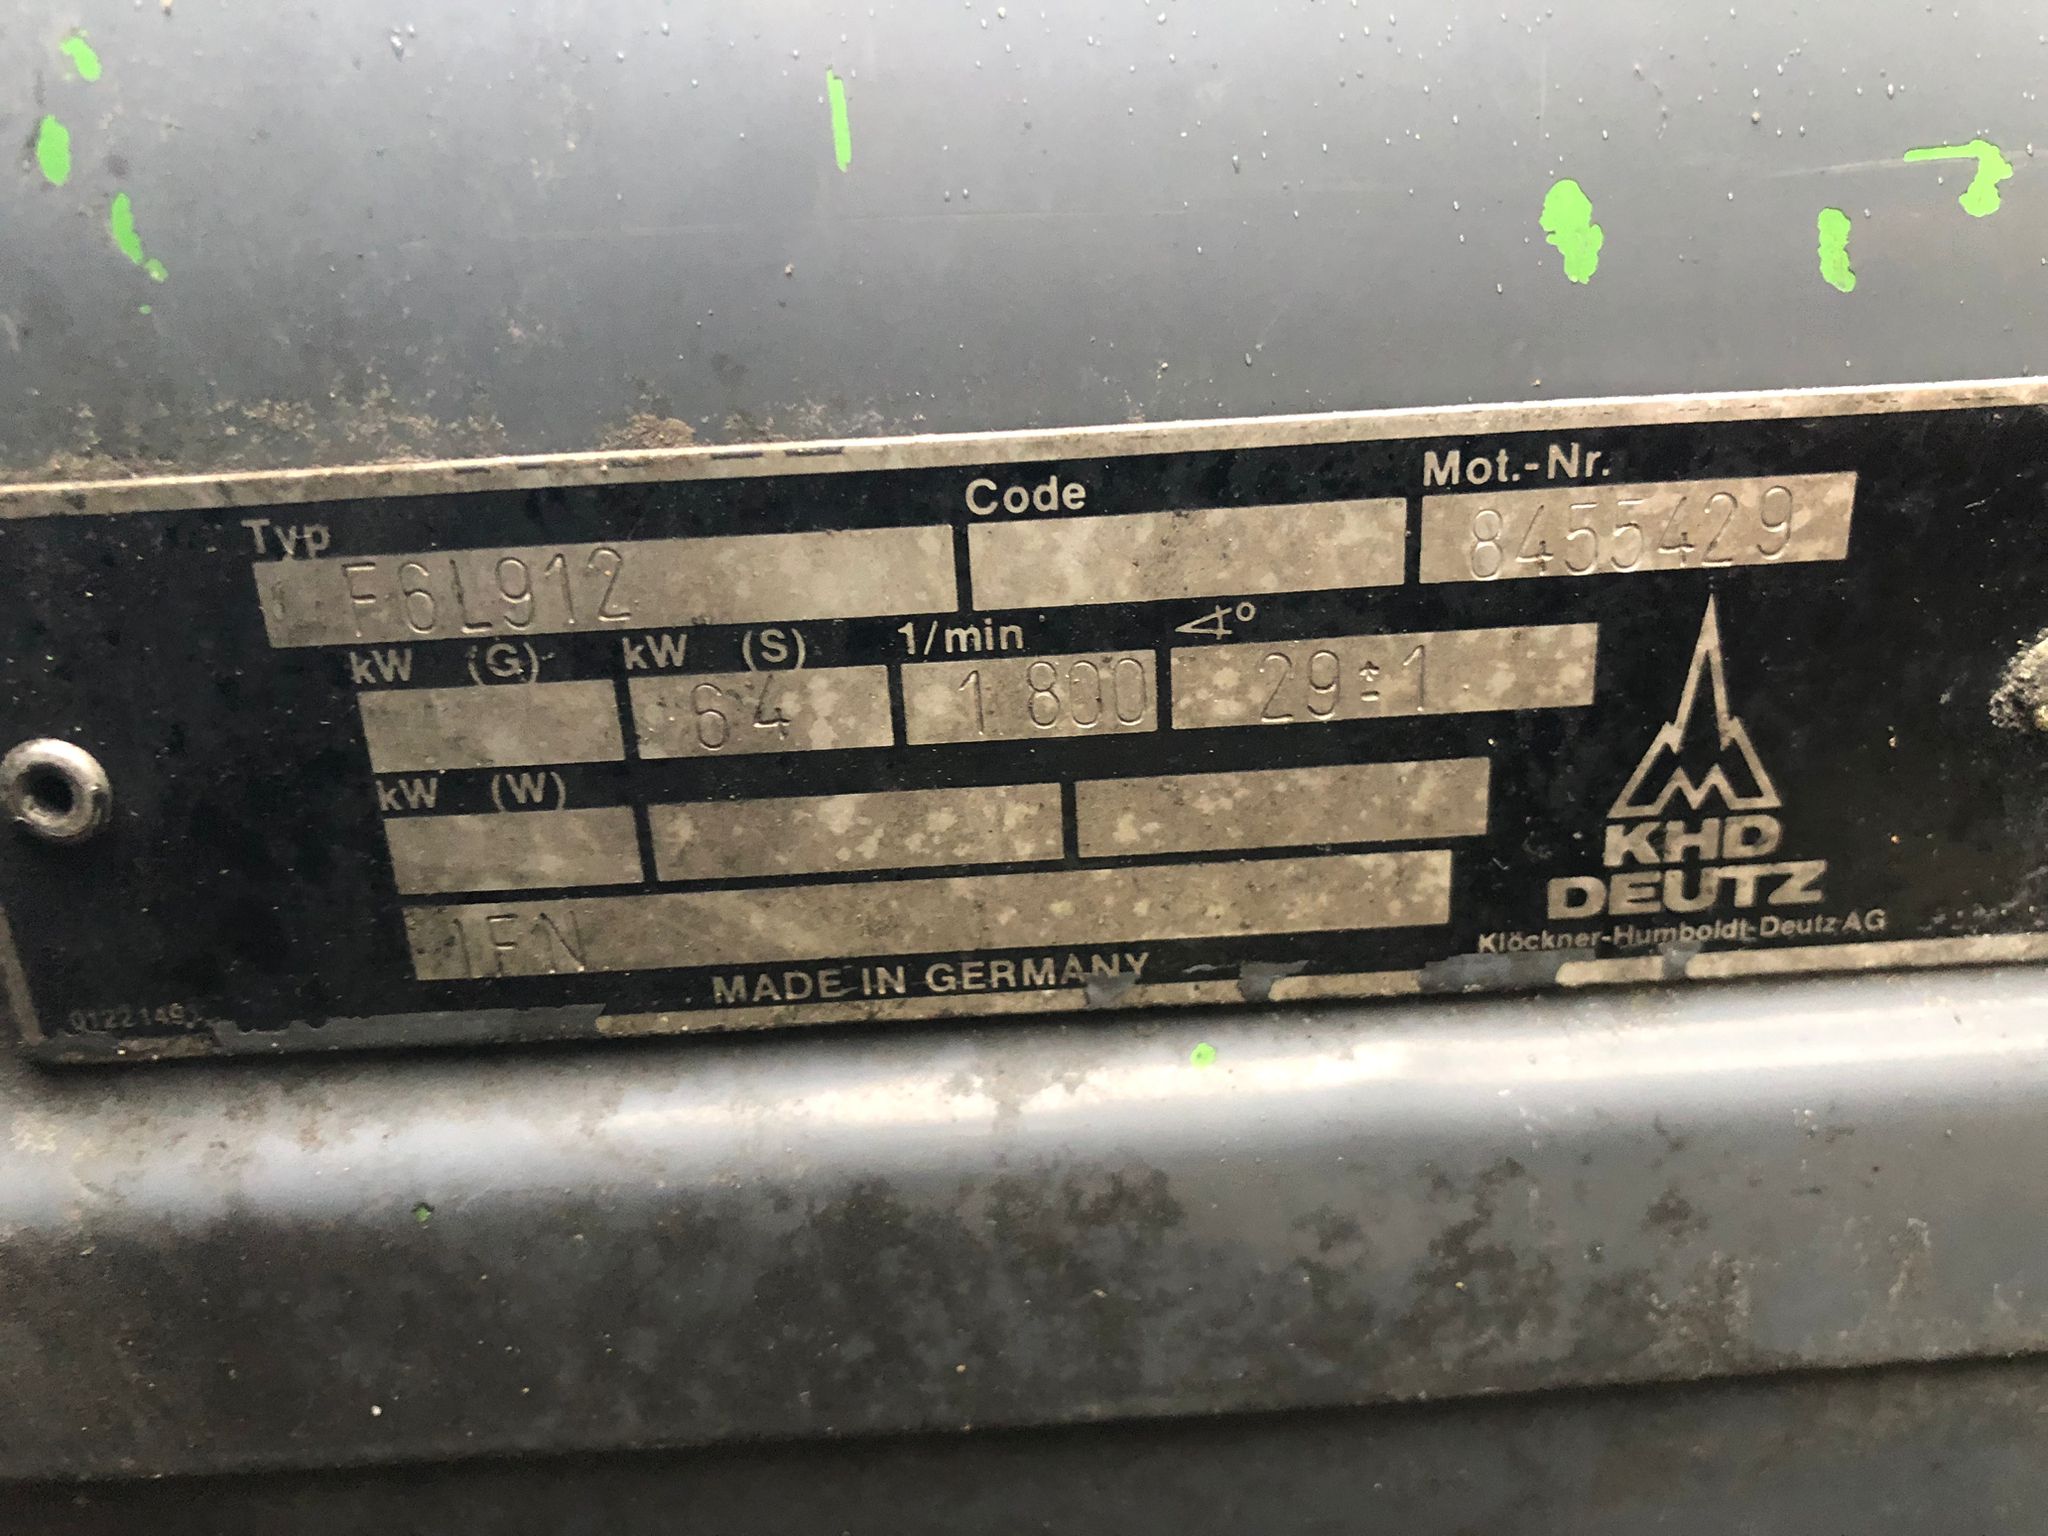 Typ Code Mot.-Nr.
F6L912 8455429
kW (G) kW (S) 1/min ∢°
64 1 800 29±1
kW (W)
IFN
KHD
DEUTZ
Klöckner-Humboldt-Deutz AG
MADE IN GERMANY